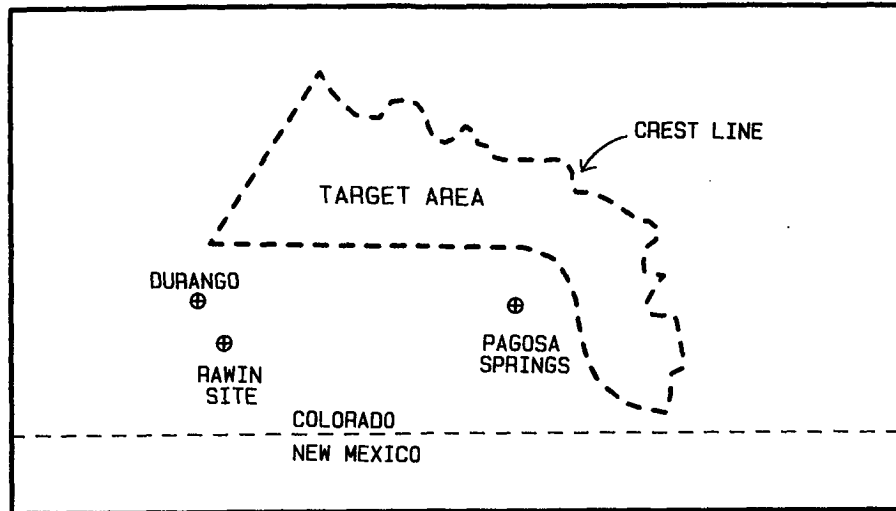 CREST LINE
TARGET AREA
DURANGO
RAWIN
SITE
PAGOSA
SPRINGS
COLORADO
NEW MEXICO